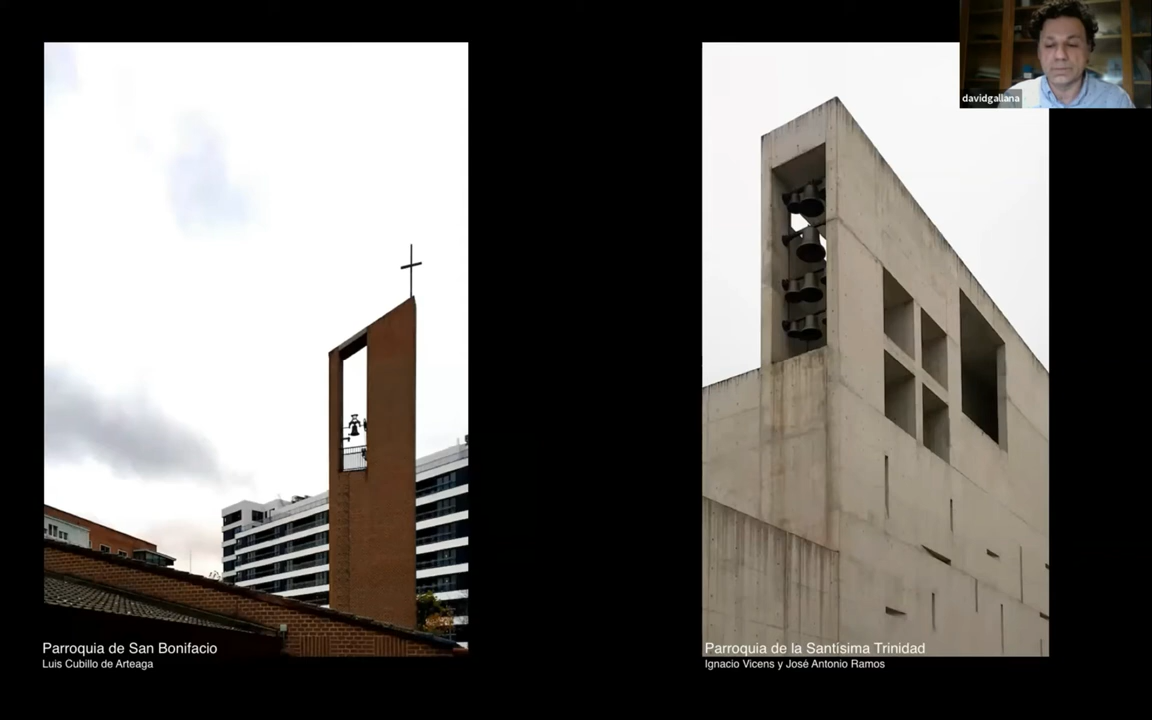 davidgallana
Parroquia de San Bonifacio
Luis Cubillo de Arteaga
Parroquia de la Santísima Trinidad
Ignacio Vicens y José Antonio Ramos